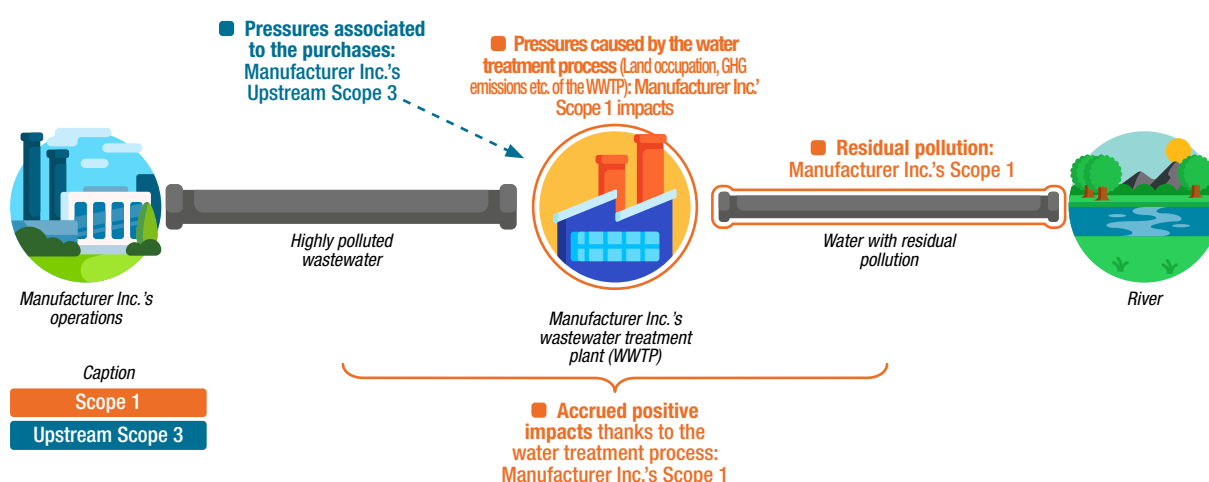 Pressures associated
to the purchases:
Manufacturer Inc.'s
Upstream Scope 3
Pressures caused by the water
treatment process (Land occupation, GHG
emissions etc. of the WWTP): Manufacturer Inc.'
Scope 1 impacts
Residual pollution:
Manufacturer Inc.'s Scope 1
Highly polluted
wastewater
Water with residual
pollution
Manufacturer Inc.'s
operations
Manufacturer Inc.'s
wastewater treatment
plant (WWTP)
River
Caption
Scope 1
Upstream Scope 3
Accrued positive
impacts thanks to the
water treatment process:
Manufacturer Inc.'s Scope 1